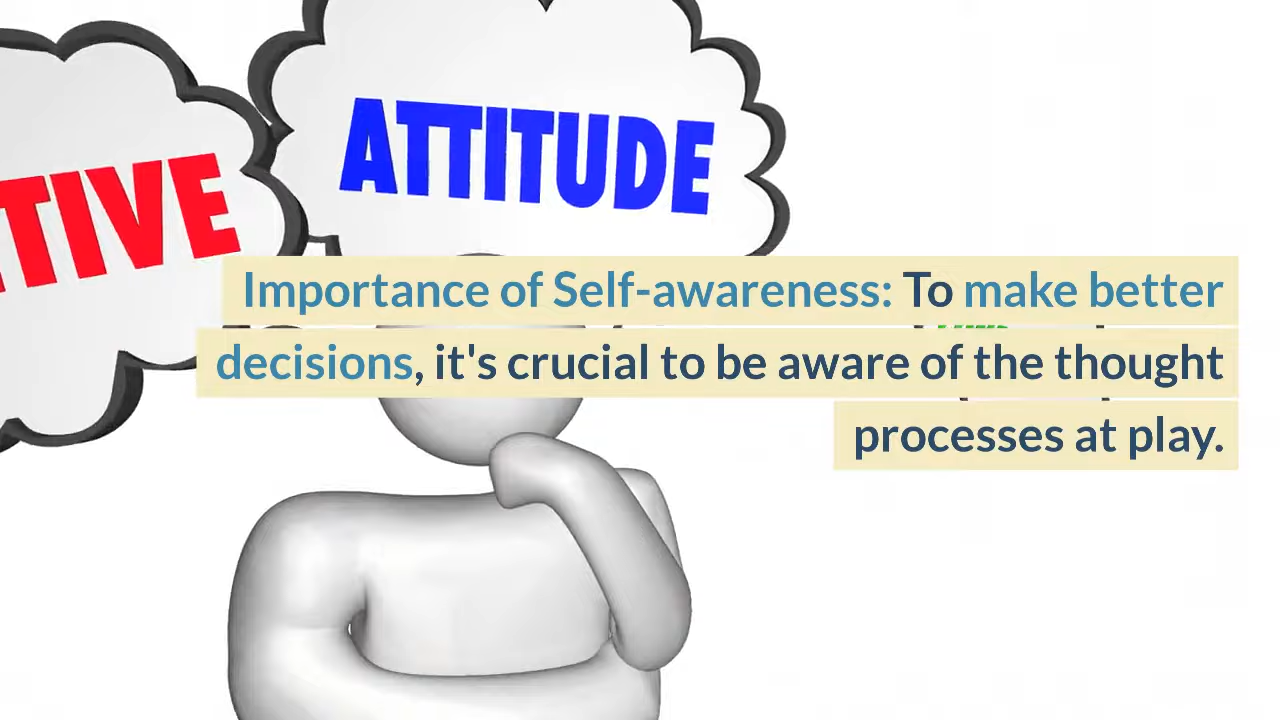 TIVE
ATTITUDE
Importance of Self-awareness: To make better
decisions, it's crucial to be aware of the thought
processes at play.